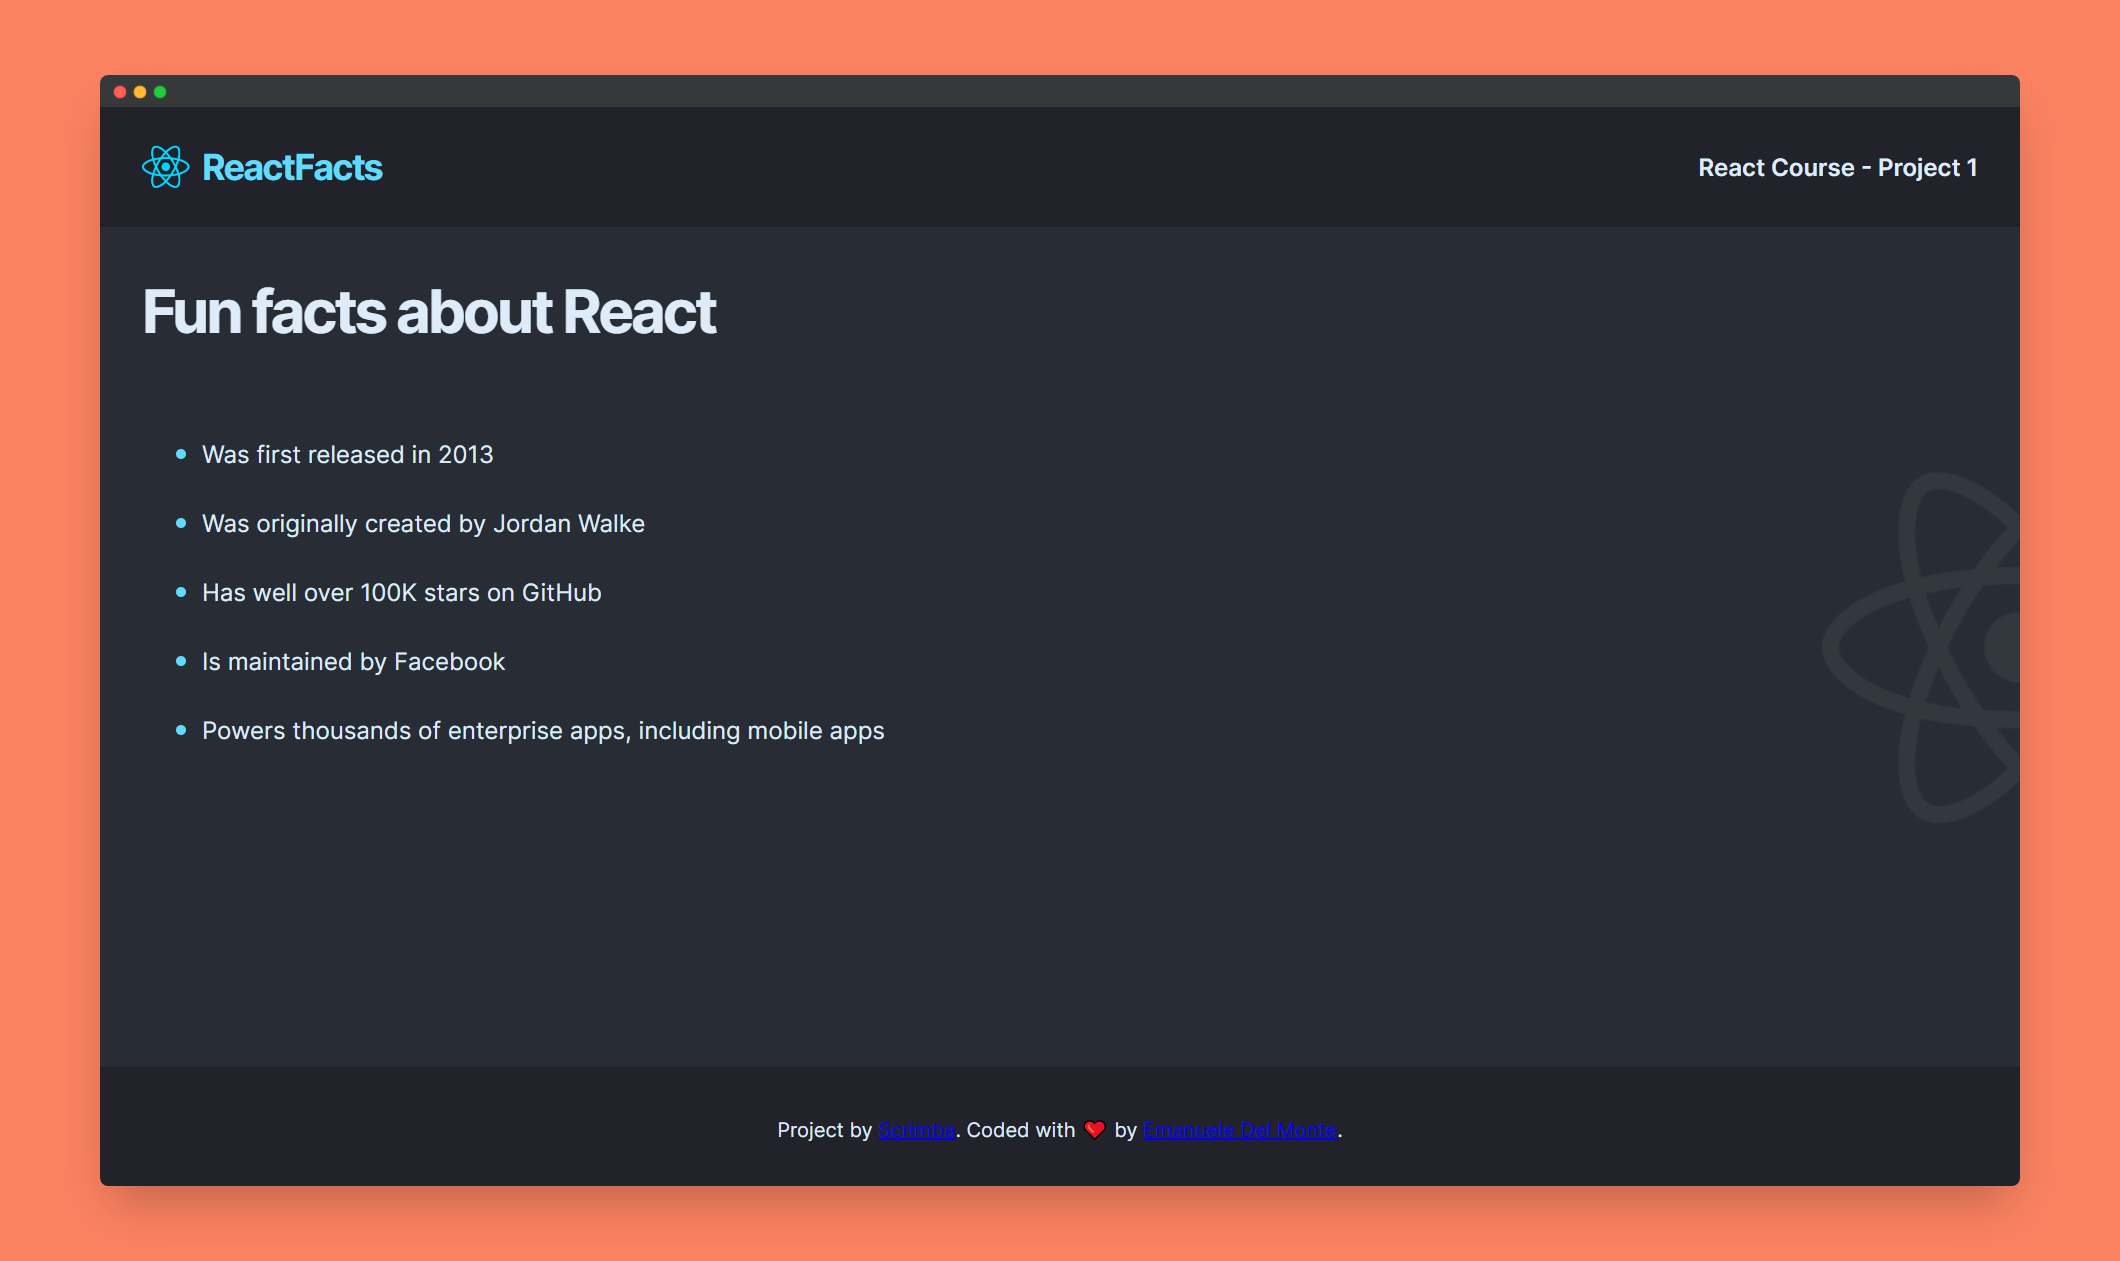 ReactFacts
React Course - Project 1
Fun facts about React
Was first released in 2013
Was originally created by Jordan Walke
Has well over 100K stars on GitHub
Is maintained by Facebook
Powers thousands of enterprise apps, including mobile apps
Project by Scrimba. Coded with ❤️ by Emanuele Del Monte.